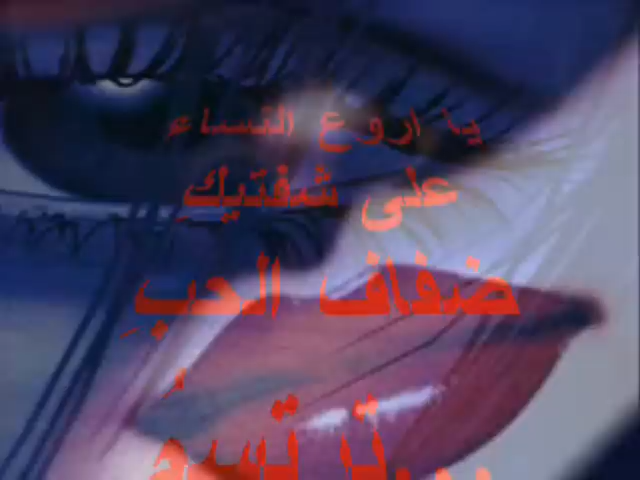 يا اروع النساء
على شفتيكِ
ضفاف الحبِ